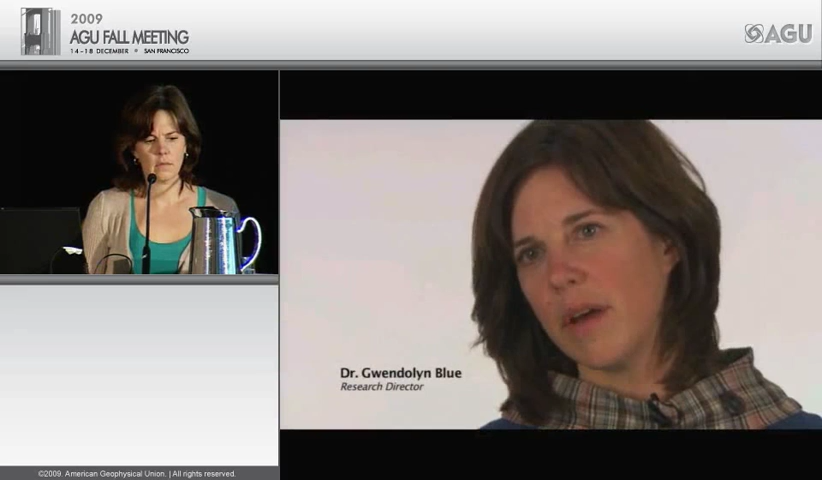 2009
AGU FALL MEETING
14-18 DECEMBER • SAN FRANCISCO
AGU
Dr. Gwendolyn Blue
Research Director
©2009. American Geophysical Union. | All rights reserved.